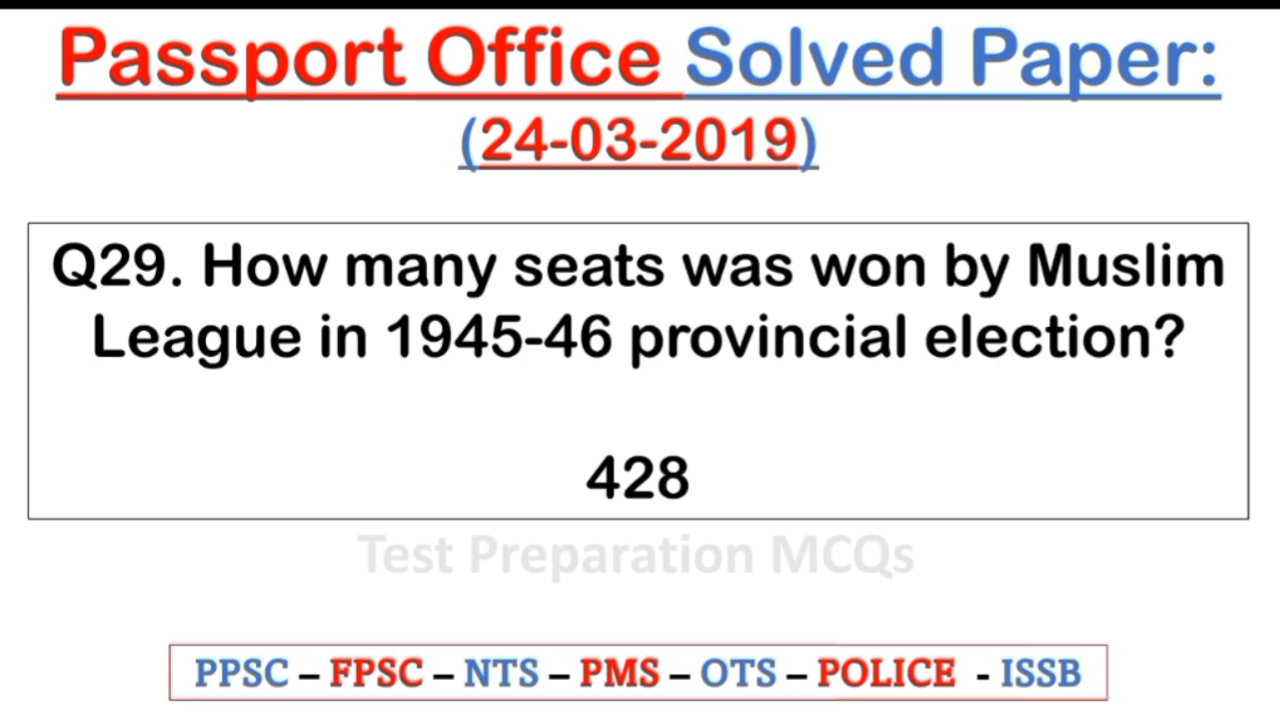 Passport Office Solved Paper:
(24-03-2019)
Q29. How many seats was won by Muslim
League in 1945-46 provincial election?
428
Test Preparation MCQs
PPSC – FPSC – NTS – PMS – OTS – POLICE - ISSB